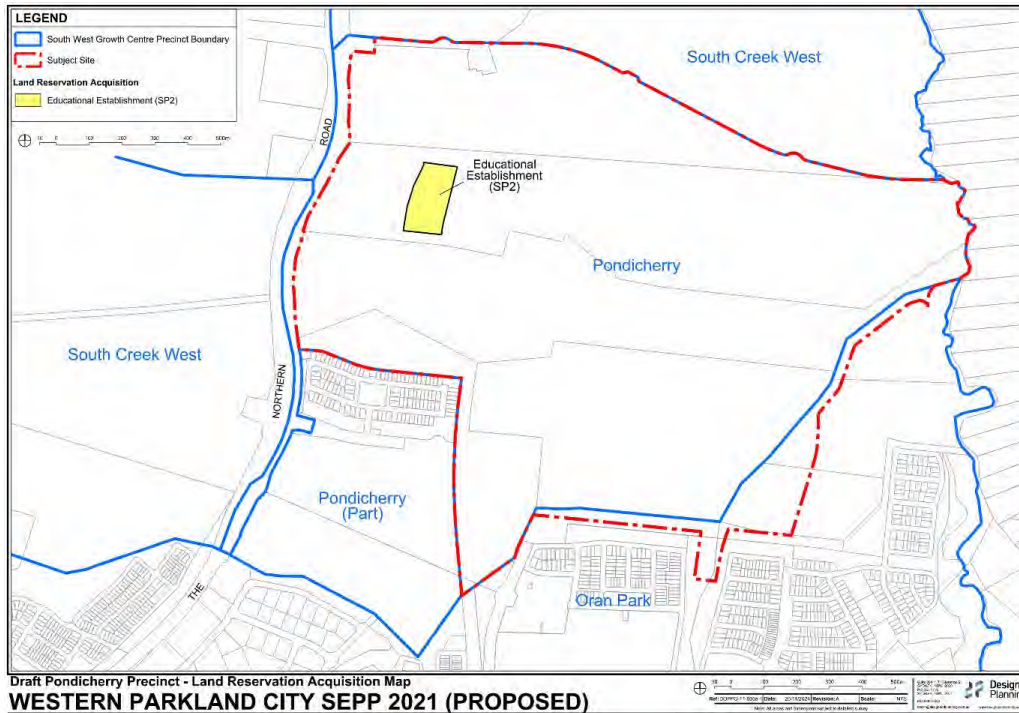 LEGEND
South West Growth Centre Precinct Boundary
Subject Site
Land Reservation Acquisition
Educational Establishment (SP2)
South Creek West
ROAD
Educational
Establishment
(SP2)
Pondicherry
South Creek West
NORTHERN
Pondicherry
(Part)
THE
Oran Park
Draft Pondicherry Precinct - Land Reservation Acquisition Map
WESTERN PARKLAND CITY SEPP 2021 (PROPOSED)
Design
Planning